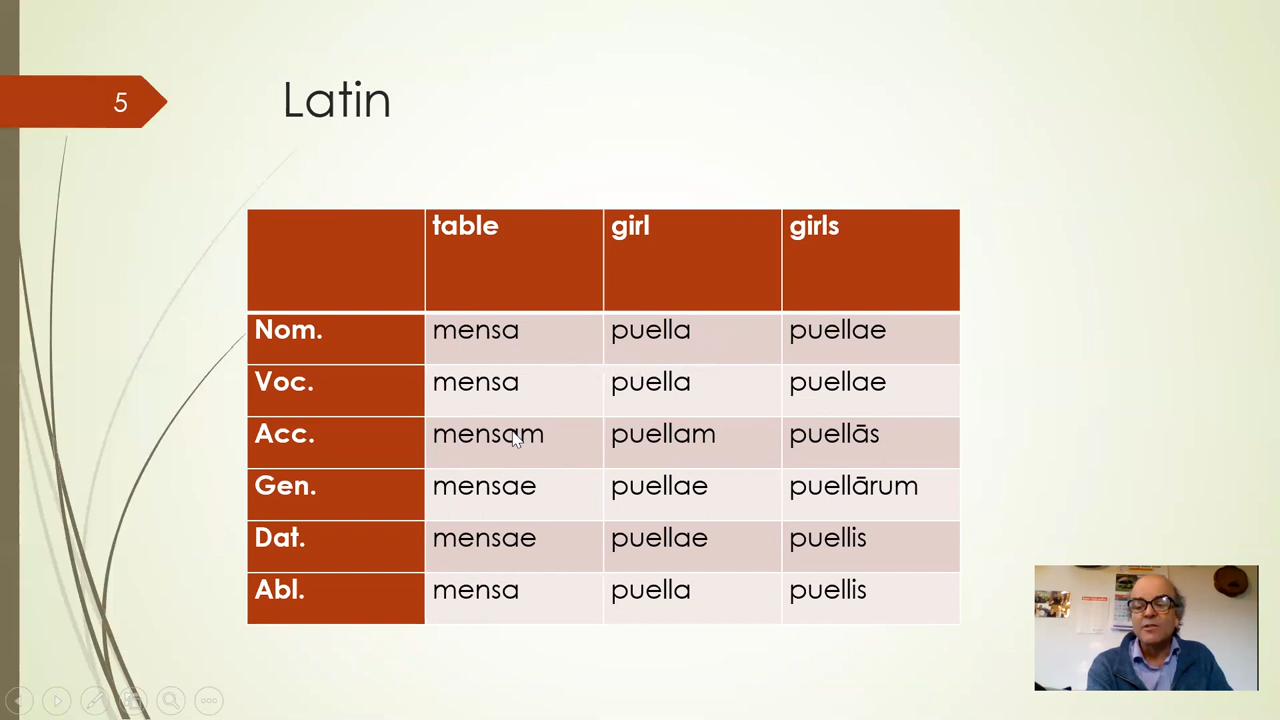 5
Latin
table girl girls
Nom. mensa puella puellae
Voc. mensa puella puellae
Acc. mensam puellam puellās
Gen. mensae puellae puellārum
Dat. mensae puellae puellis
Abl. mensa puella puellis